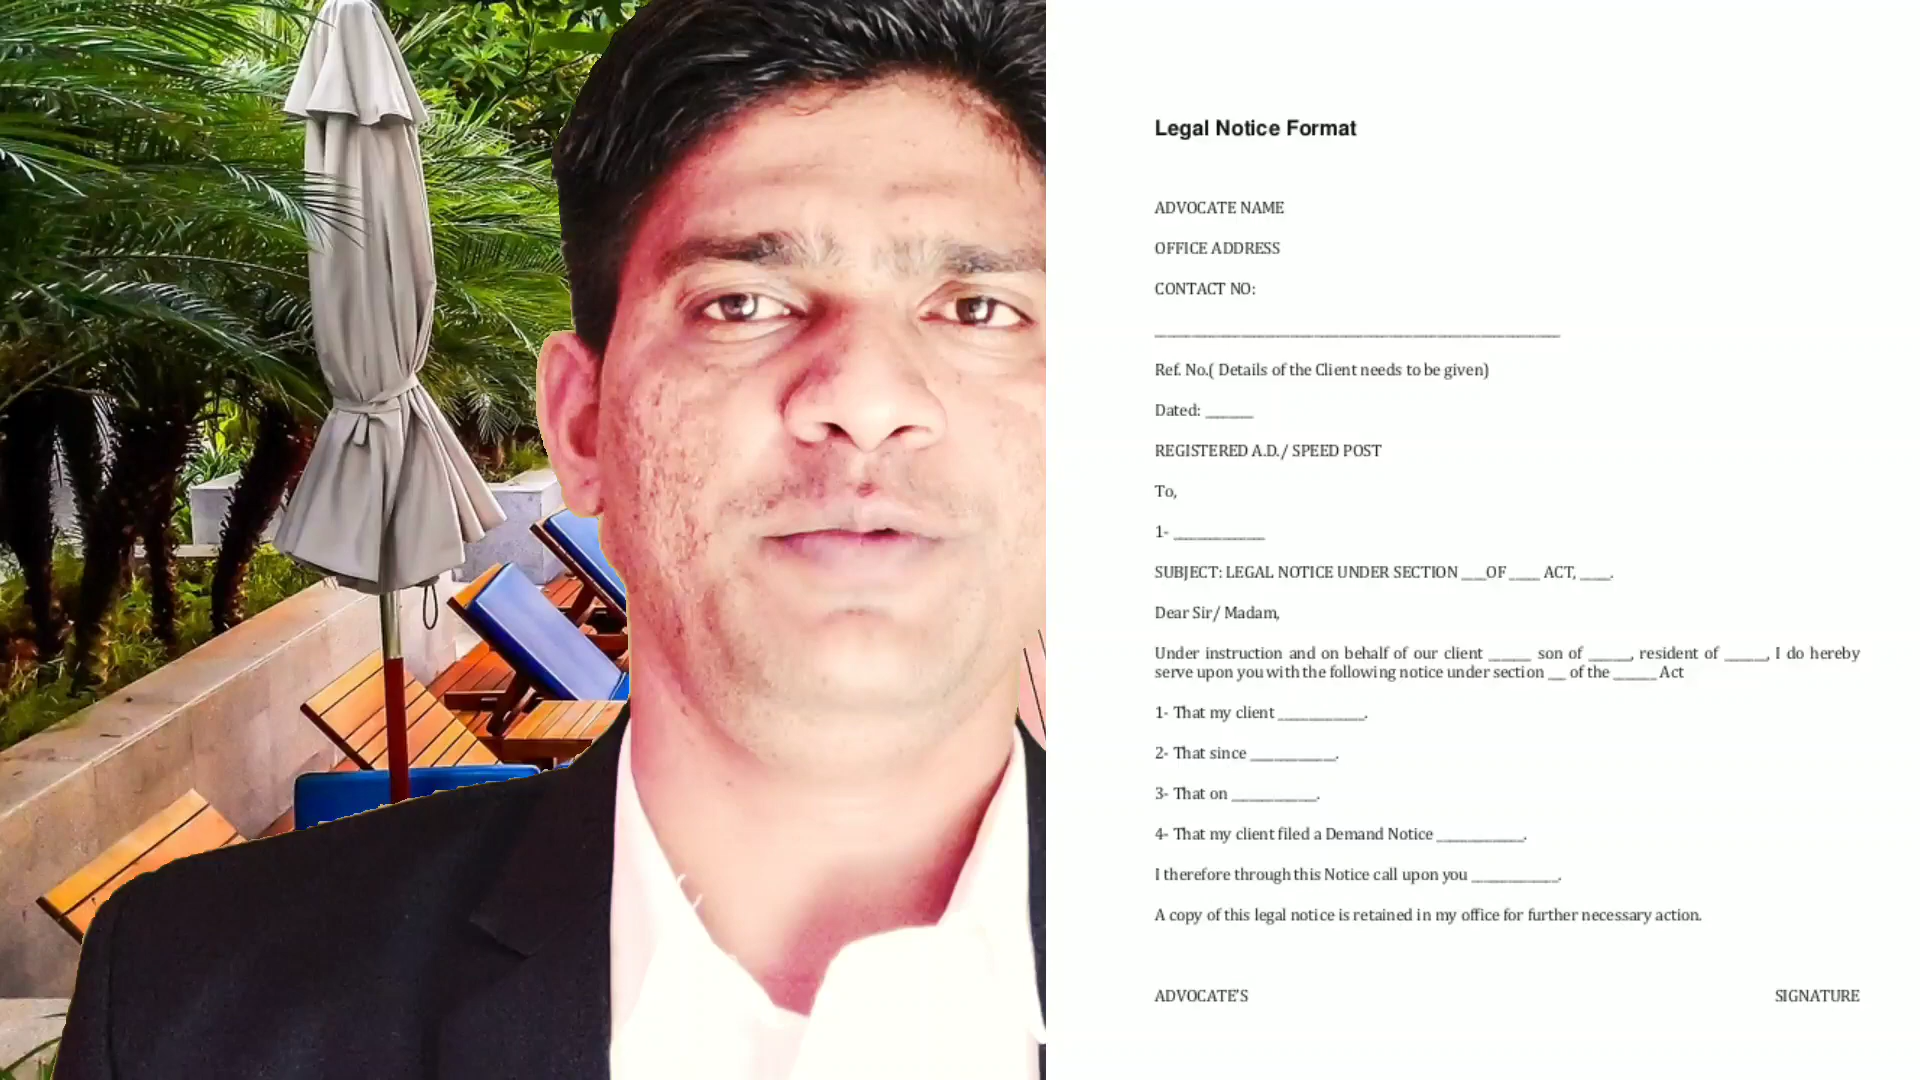 Legal Notice Format
ADVOCATE NAME
OFFICE ADDRESS
CONTACT NO:
Ref. No.( Details of the Client needs to be given)
Dated: ______
REGISTERED A.D./ SPEED POST
To,
1- ____________
SUBJECT: LEGAL NOTICE UNDER SECTION ___OF ____ ACT, ____.
Dear Sir/ Madam,
Under instruction and on behalf of our client _____ son of _____, resident of _____, I do hereby
serve upon you with the following notice under section __ of the _____ Act
1- That my client ___________.
2- That since ___________.
3- That on ___________.
4- That my client filed a Demand Notice ___________.
I therefore through this Notice call upon you ___________.
A copy of this legal notice is retained in my office for further necessary action.
ADVOCATE'S SIGNATURE